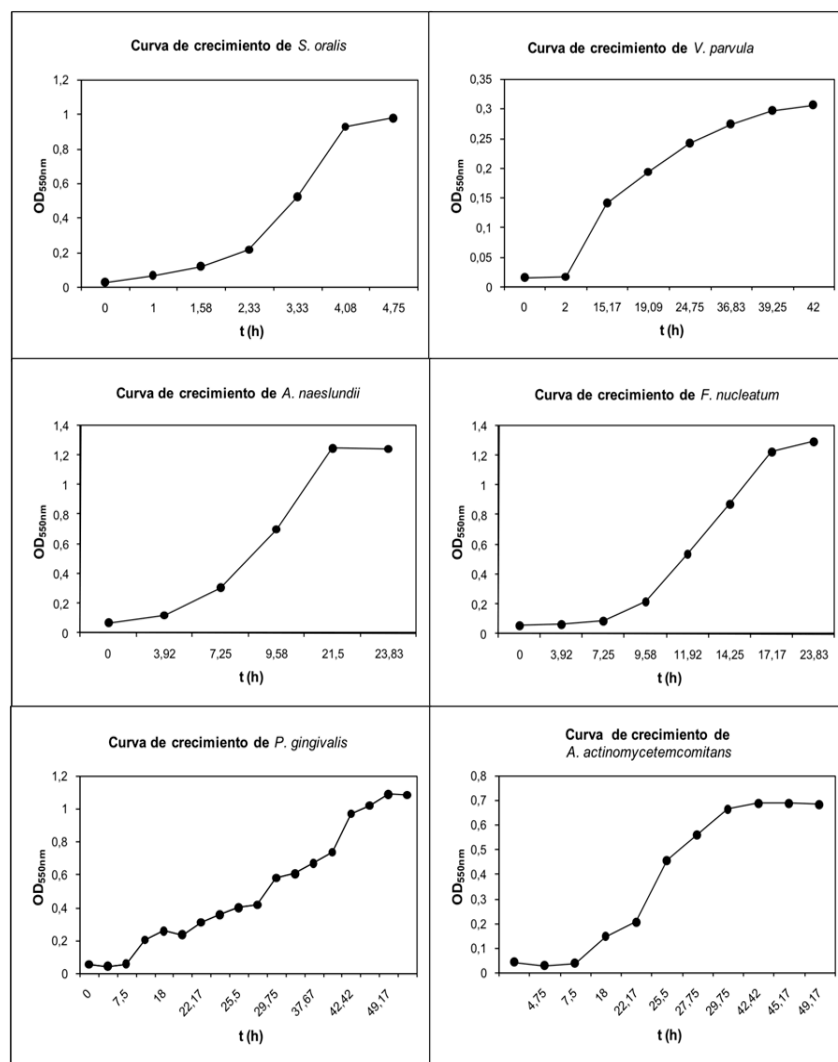 Curva de crecimiento de S. oralis
1,2
1
0,8
0,6
0,4
0,2
0
OD550nm
0 1 1,58 2,33 3,33 4,08 4,75
t (h)
Curva de crecimiento de V. parvula
0,35
0,3
0,25
0,2
0,15
0,1
0,05
0
OD550nm
0 2 15,17 19,09 24,75 36,83 39,25 42
t (h)
Curva de crecimiento de A. naeslundii
1,4
1,2
1
0,8
0,6
0,4
0,2
0
OD550nm
0 3,92 7,25 9,58 21,5 23,83
t (h)
Curva de crecimiento de F. nucleatum
1,4
1,2
1
0,8
0,6
0,4
0,2
0
OD550nm
0 3,92 7,25 9,58 11,92 14,25 17,17 23,83
t (h)
Curva de crecimiento de P. gingivalis
1,2
1
0,8
0,6
0,4
0,2
0
OD550nm
0 7,5 18 22,17 25,5 29,75 37,67 42,42 49,17
t (h)
Curva de crecimiento de
A. actinomycetemcomitans
0,8
0,7
0,6
0,5
0,4
0,3
0,2
0,1
0
OD550nm
4,75 7,5 18 22,17 25,5 27,75 29,75 42,42 45,17 49,17
t (h)